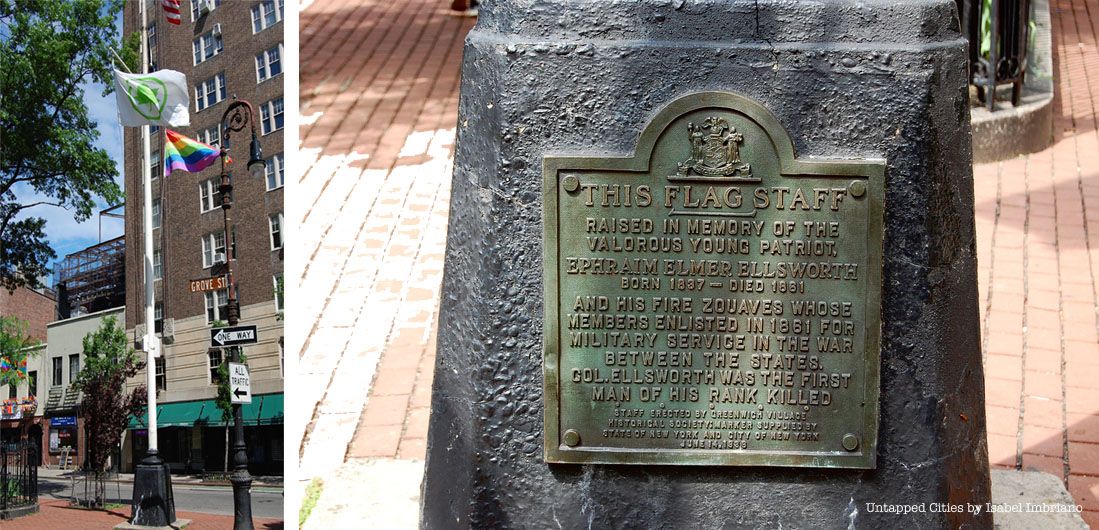 GROVE ST
ONE WAY
ALL
TRAFFIC
THIS FLAG STAFF
RAISED IN MEMORY OF THE
VALOROUS YOUNG PATRIOT,
EPHRAIM ELMER ELLSWORTH
BORN 1837 — DIED 1861
AND HIS FIRE ZOUAVES WHOSE
MEMBERS ENLISTED IN 1861 FOR
MILITARY SERVICE IN THE WAR
BETWEEN THE STATES.
COL. ELLSWORTH WAS THE FIRST
MAN OF HIS RANK KILLED
STAFF ERECTED BY GREENWICH VILLAGE
HISTORICAL SOCIETY; MARKER SUPPLIED BY
STATE OF NEW YORK AND CITY OF NEW YORK
JUNE 14, 1936
Untapped Cities by Isabel Imbriano